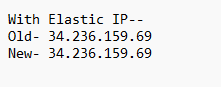 With Elastic IP--
Old- 34.236.159.69
New- 34.236.159.69